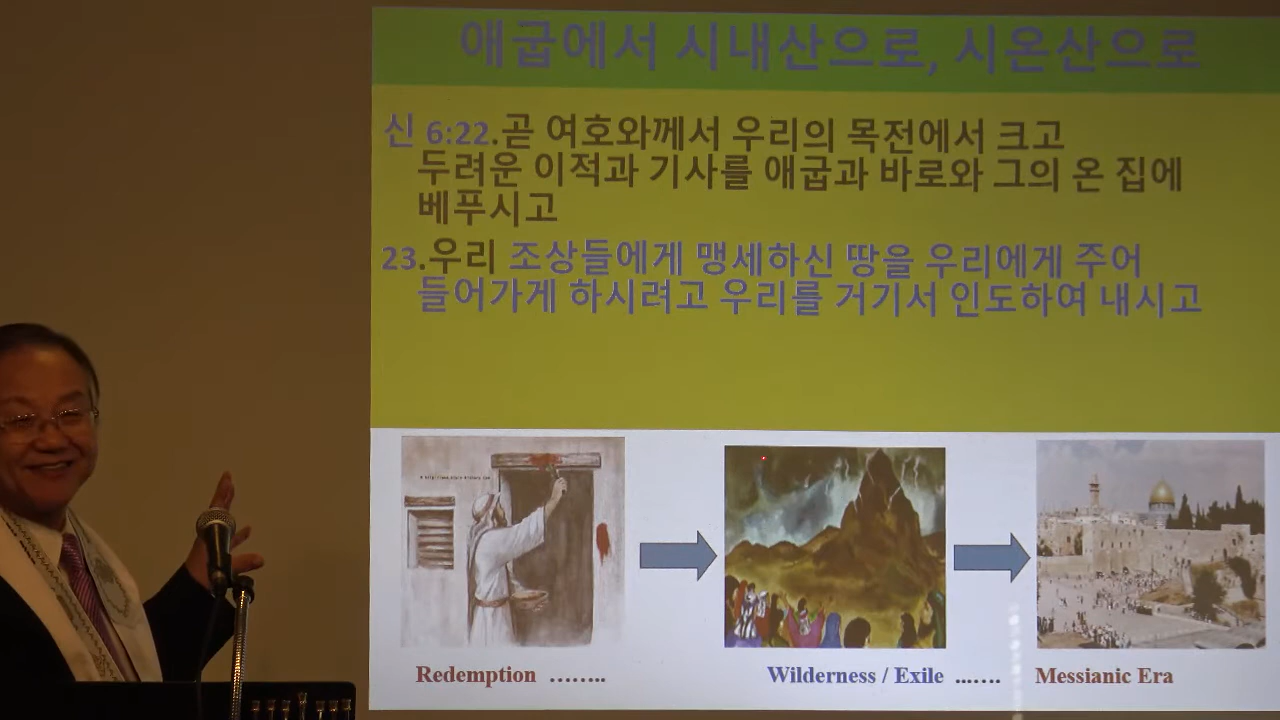 애굽에서 시내산으로, 시온산으로
신 6:22.곧 여호와께서 우리의 목전에서 크고
두려운 이적과 기사를 애굽과 바로와 그의 온 집에
베푸시고
23.우리 조상들에게 맹세하신 땅을 우리에게 주어
들어가게 하시려고 우리를 거기서 인도하여 내시고
Redemption ........
Wilderness / Exile ...….
Messianic Era